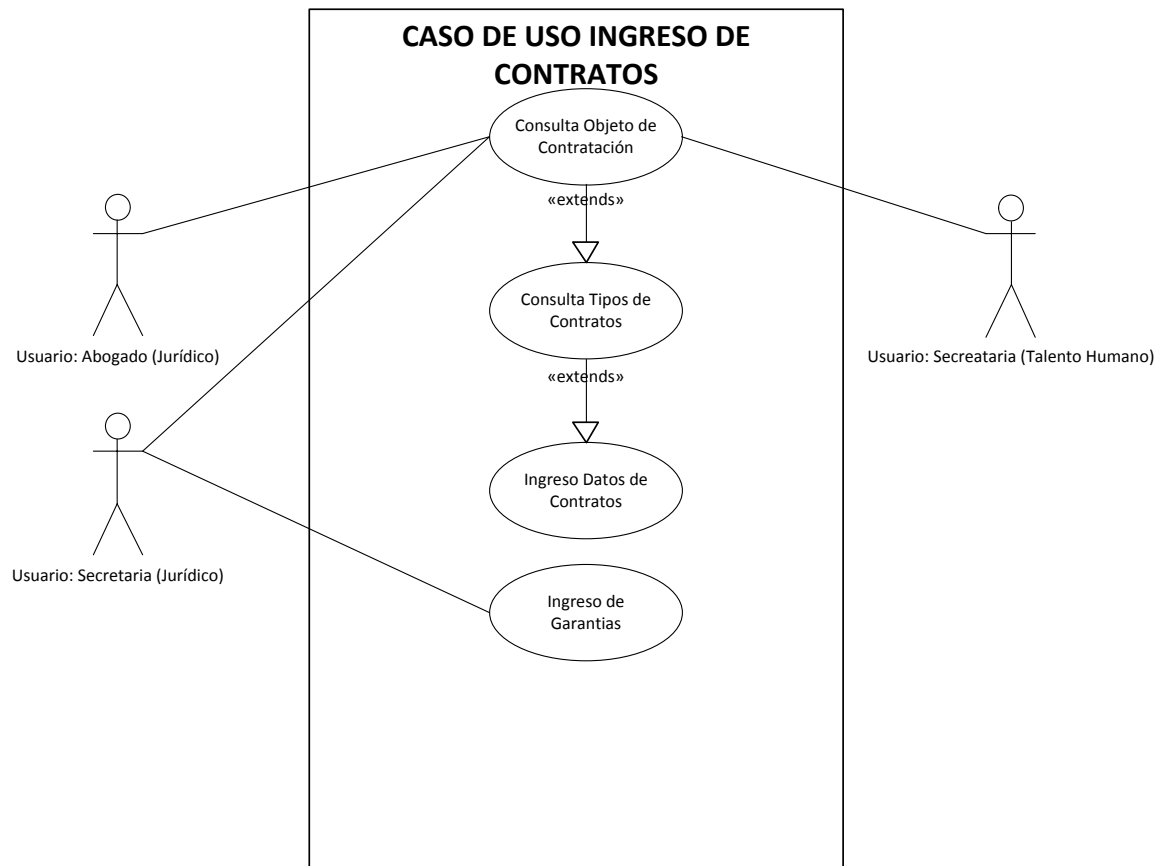 CASO DE USO INGRESO DE
CONTRATOS
Consulta Objeto de
Contratación
«extends»
Consulta Tipos de
Contratos
Usuario: Abogado (Jurídico)
Usuario: Secreataria (Talento Humano)
«extends»
Ingreso Datos de
Contratos
Usuario: Secretaria (Jurídico)
Ingreso de
Garantias